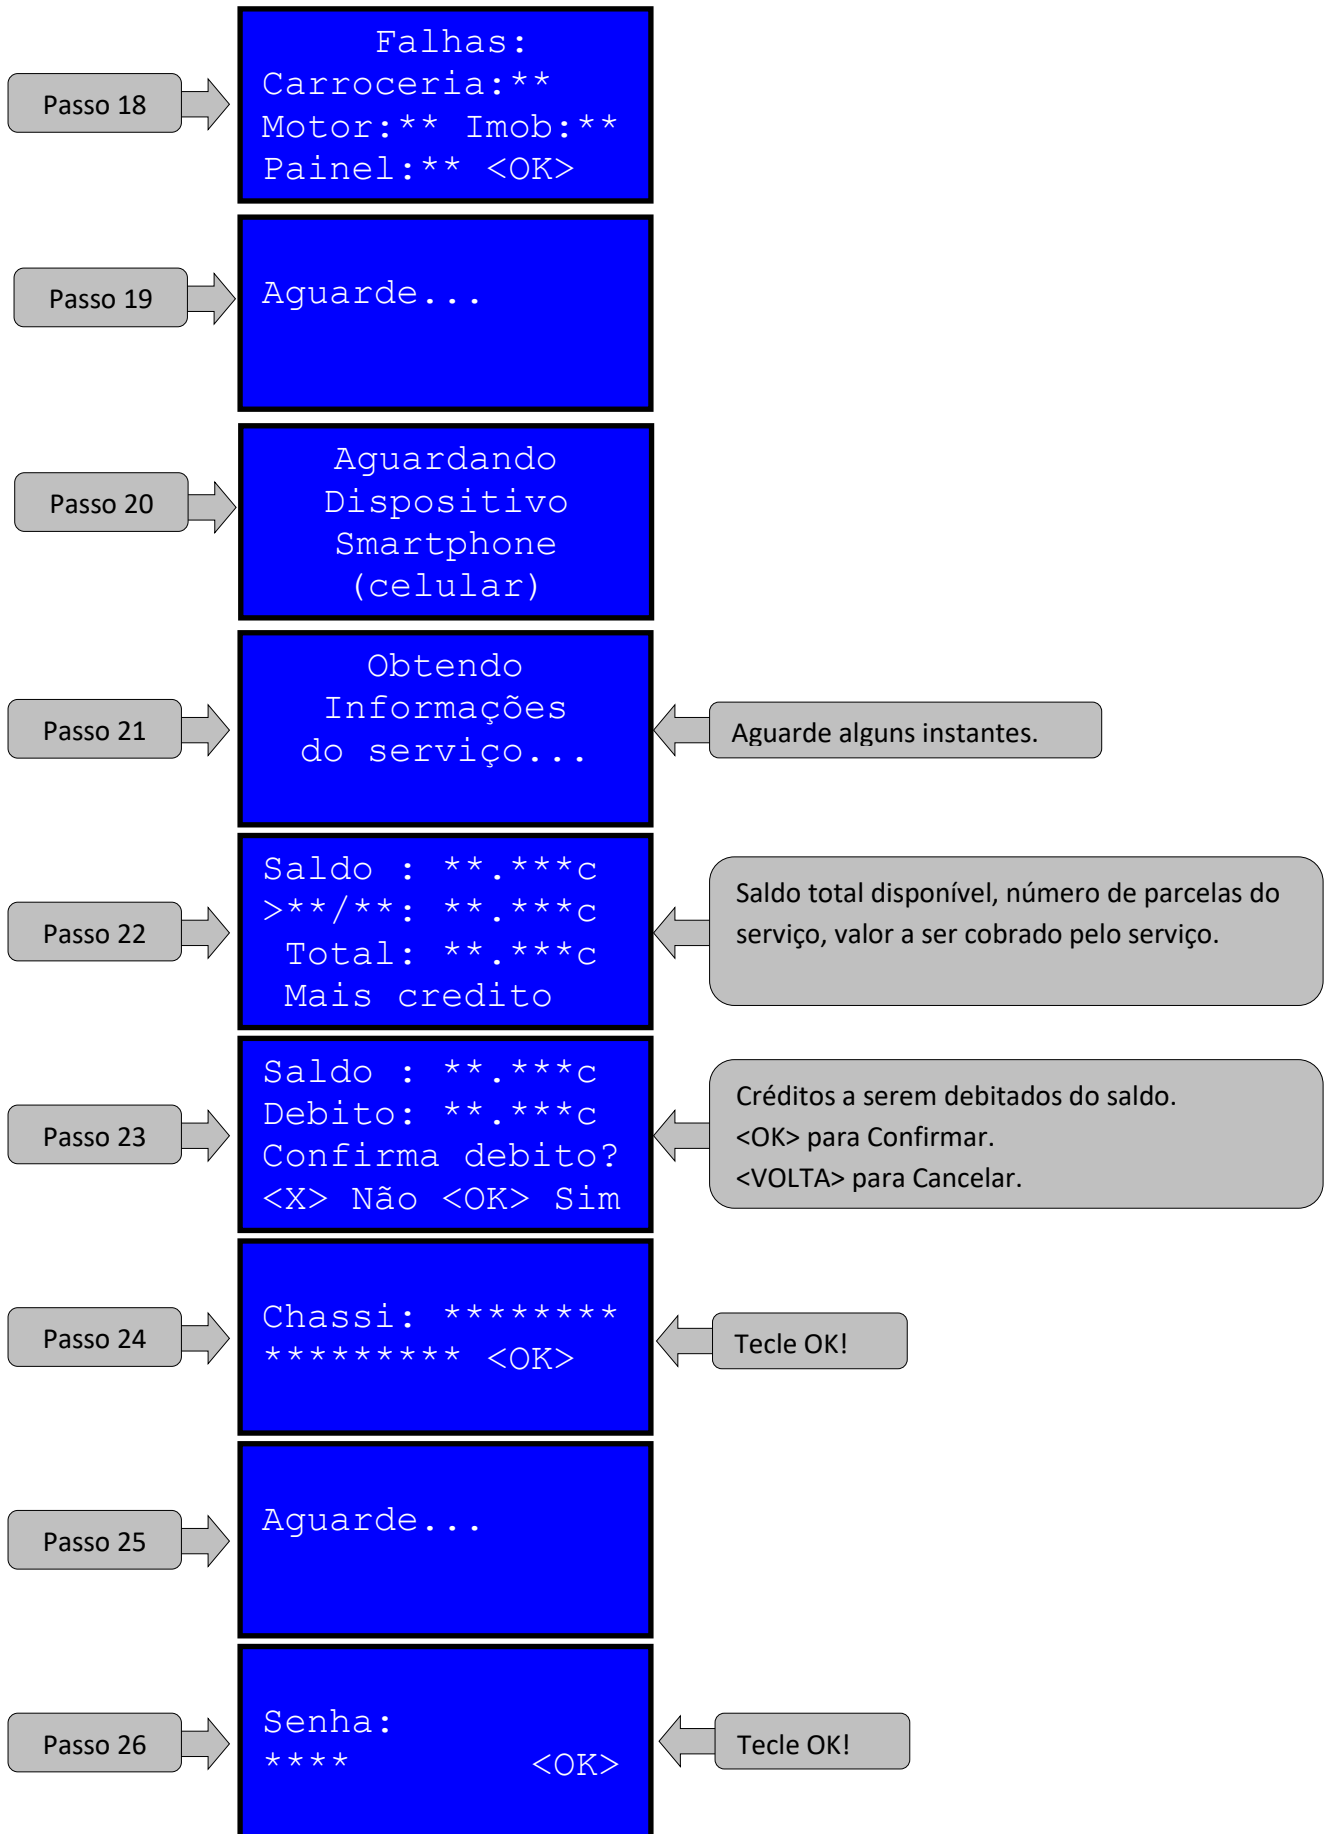 Passo 18
Falhas:
Carroceria:**
Motor:** Imob:**
Painel:** <OK>
Passo 19
Aguarde...
Passo 20
Aguardando
Dispositivo
Smartphone
(celular)
Passo 21
Obtendo
Informações
do serviço...
Aguarde alguns instantes.
Passo 22
Saldo : **.***c
>**/**: **.***c
Total: **.***c
Mais credito
Saldo total disponível, número de parcelas do
serviço, valor a ser cobrado pelo serviço.
Passo 23
Saldo : **.***c
Debito: **.***c
Confirma debito?
<X> Não <OK> Sim
Créditos a serem debitados do saldo.
<OK> para Confirmar.
<VOLTA> para Cancelar.
Passo 24
Chassi: ********
********* <OK>
Tecle OK!
Passo 25
Aguarde...
Passo 26
Senha:
**** <OK>
Tecle OK!